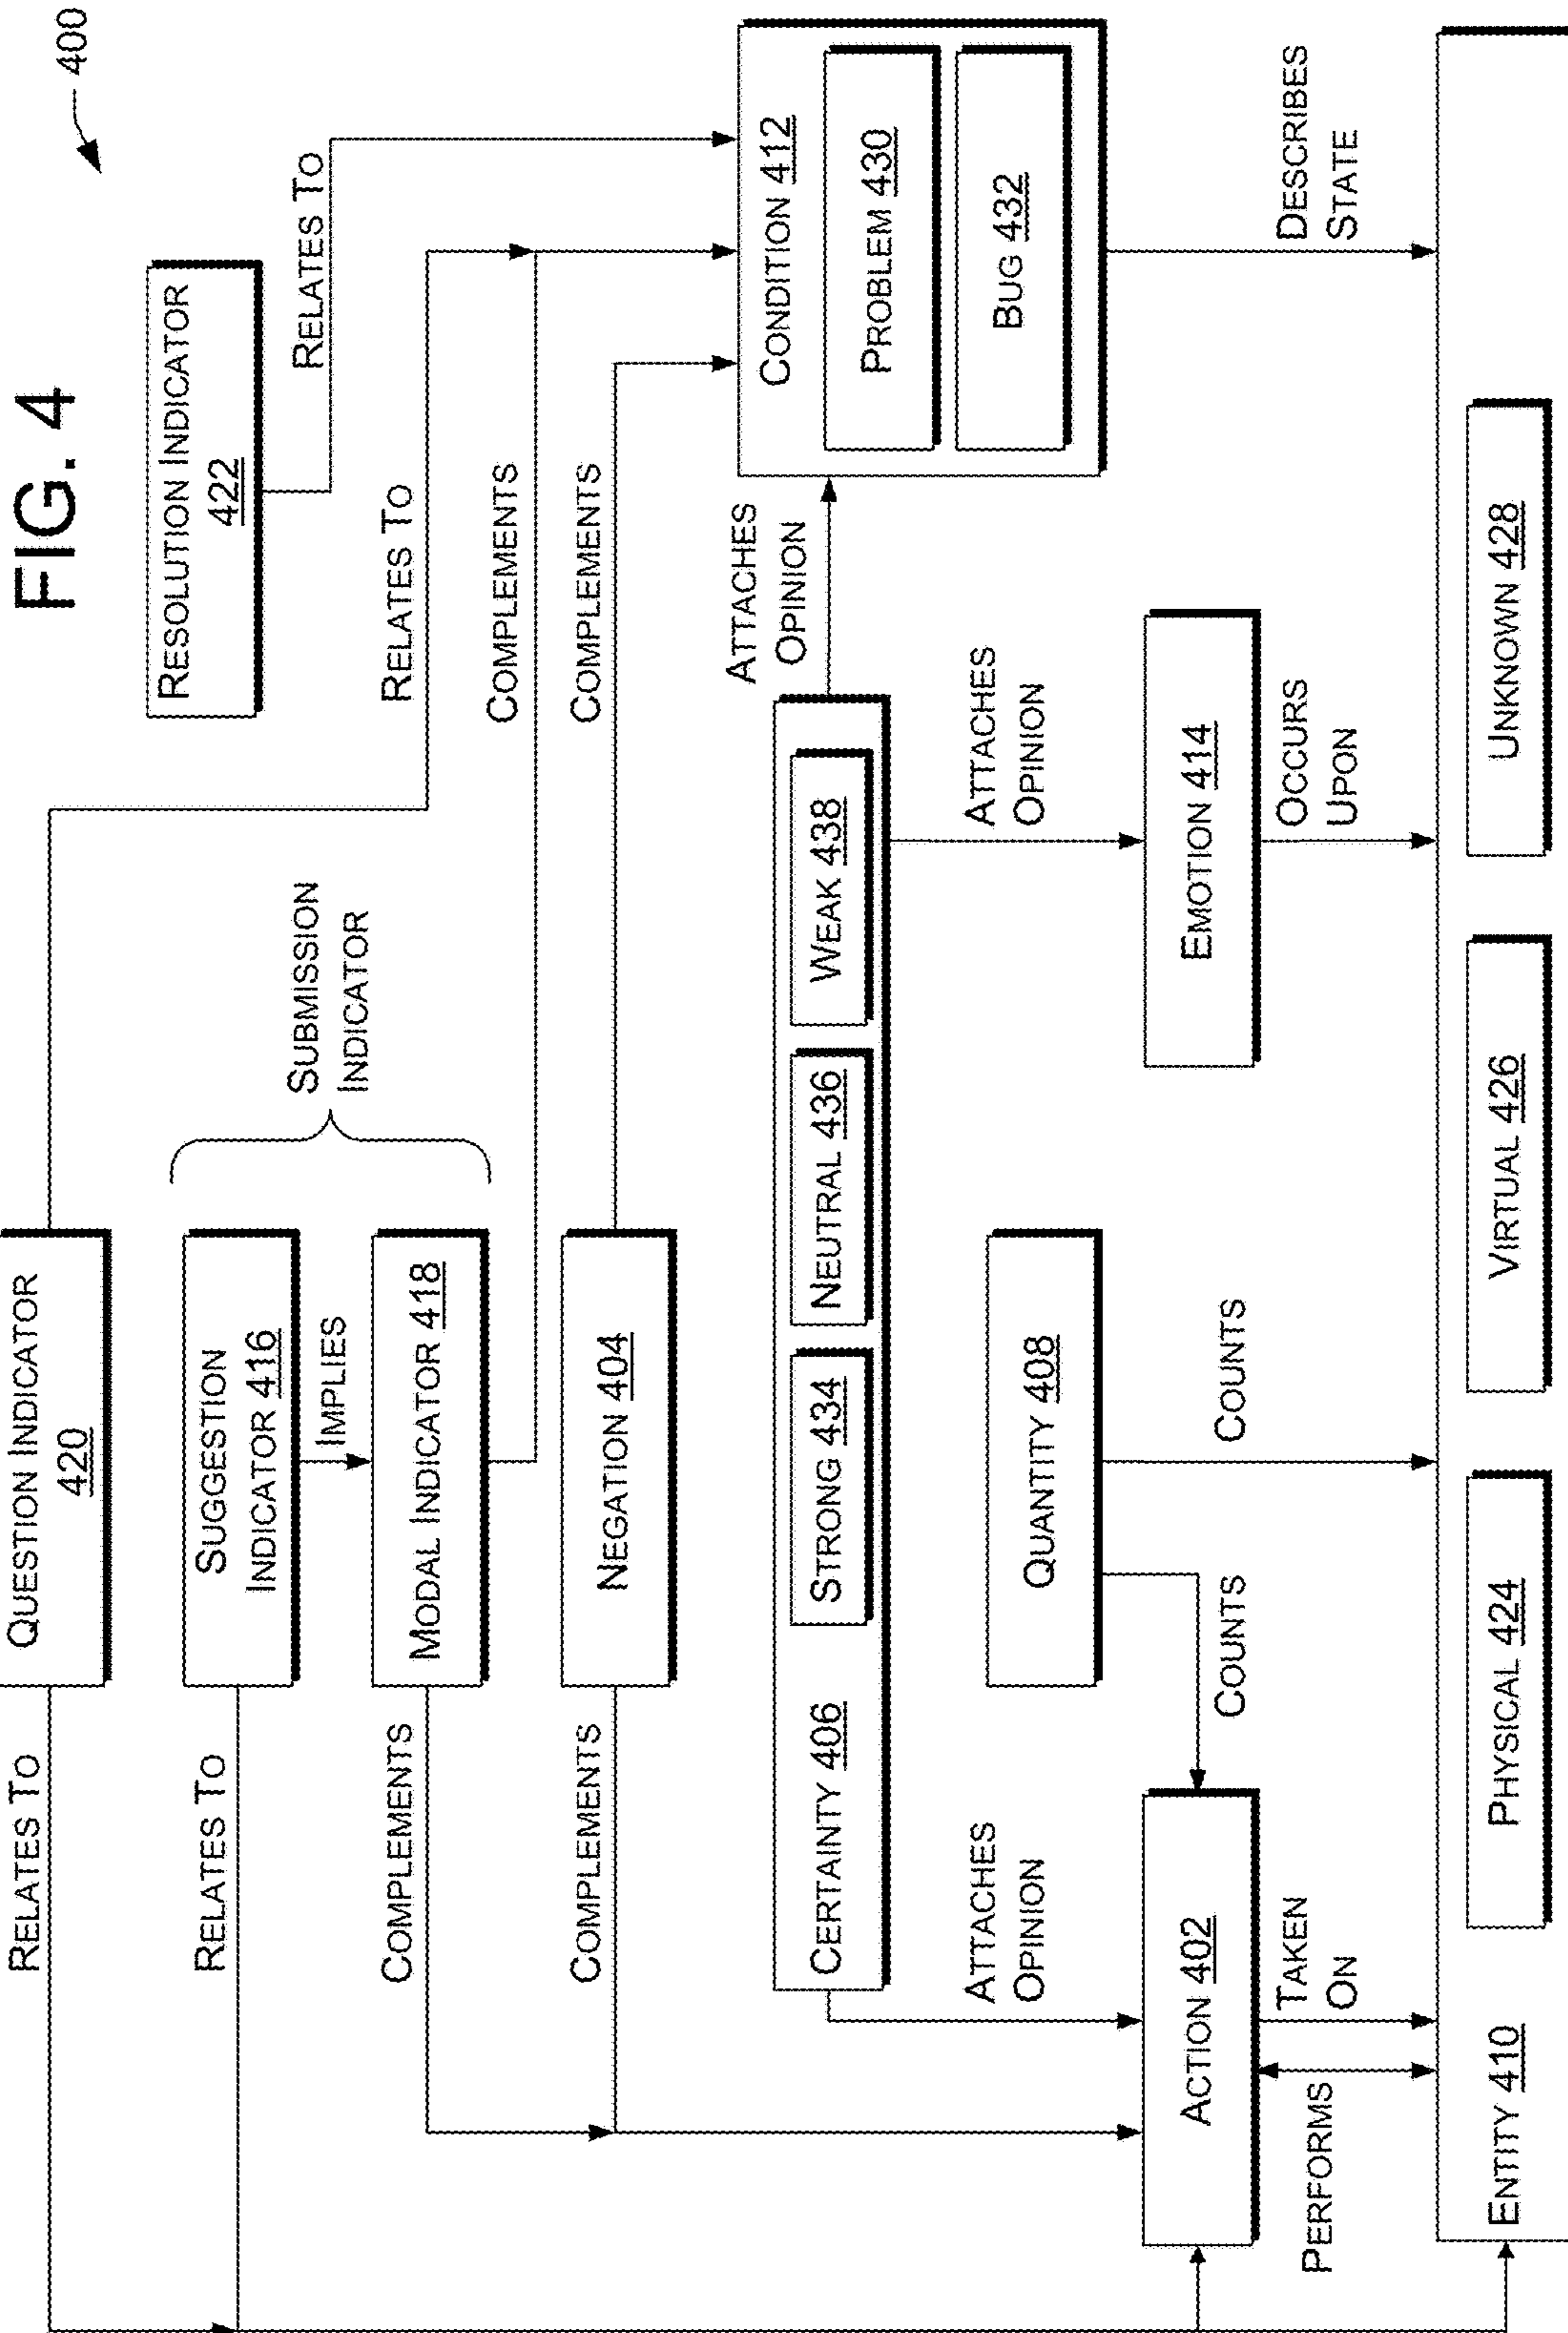 FIG. 4
400
RESOLUTION INDICATOR
422
RELATES TO
QUESTION INDICATOR
420
RELATES TO
RELATES TO
SUGGESTION
INDICATOR 416
RELATES TO
IMPLIES
SUBMISSION
INDICATOR
MODAL INDICATOR 418
COMPLEMENTS
COMPLEMENTS
NEGATION 404
COMPLEMENTS
COMPLEMENTS
CERTAINTY 406
STRONG 434
NEUTRAL 436
WEAK 438
ATTACHES
OPINION
CONDITION 412
PROBLEM 430
BUG 432
ATTACHES
OPINION
QUANTITY 408
ATTACHES
OPINION
COUNTS
COUNTS
ACTION 402
EMOTION 414
PERFORMS
TAKEN
ON
OCCURS
UPON
DESCRIBES
STATE
ENTITY 410
PHYSICAL 424
VIRTUAL 426
UNKNOWN 428